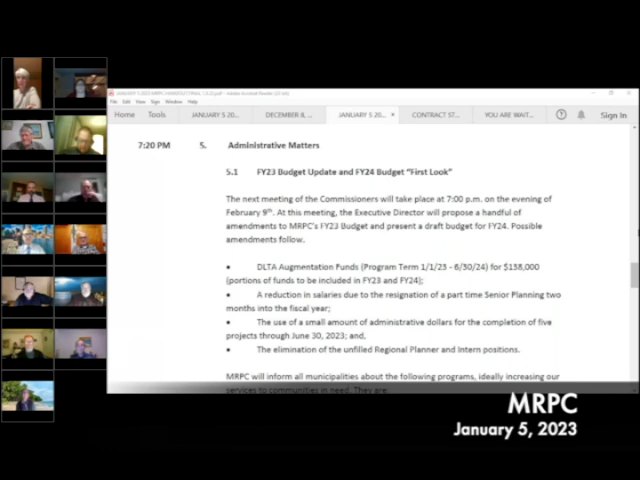 File Edit View Sign Window Help
Home Tools JANUARY 5 20... DECEMBER 8, ... JANUARY 5 20... × CONTRACT ST... YOU ARE WAIT... Sign In
7:20 PM 5. Administrative Matters
5.1 FY23 Budget Update and FY24 Budget "First Look"
The next meeting of the Commissioners will take place at 7:00 p.m. on the evening of
February 9th. At this meeting, the Executive Director will propose a handful of
amendments to MRPC's FY23 Budget and present a draft budget for FY24. Possible
amendments follow.
• DLTA Augmentation Funds (Program Term 1/1/23 - 6/30/24) for $138,000
(portions of funds to be included in FY23 and FY24);
• A reduction in salaries due to the resignation of a part time Senior Planning two
months into the fiscal year;
• The use of a small amount of administrative dollars for the completion of five
projects through June 30, 2023; and,
• The elimination of the unfilled Regional Planner and Intern positions.
MRPC will inform all municipalities about the following programs, ideally increasing our
services to communities in need. They are:
MRPC
January 5, 2023